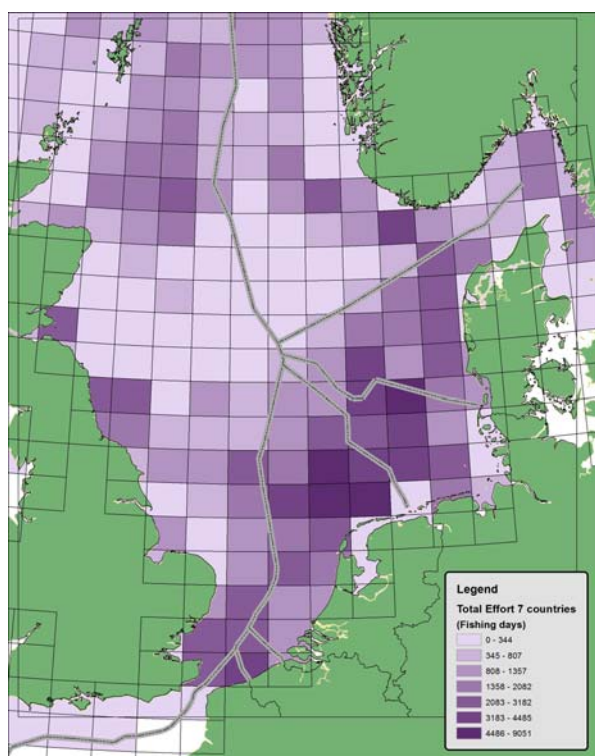 Legend
Total Effort 7 countries
(Fishing days)
0 - 344
345 - 807
808 - 1357
1358 - 2082
2083 - 3182
3183 - 4485
4486 - 9051